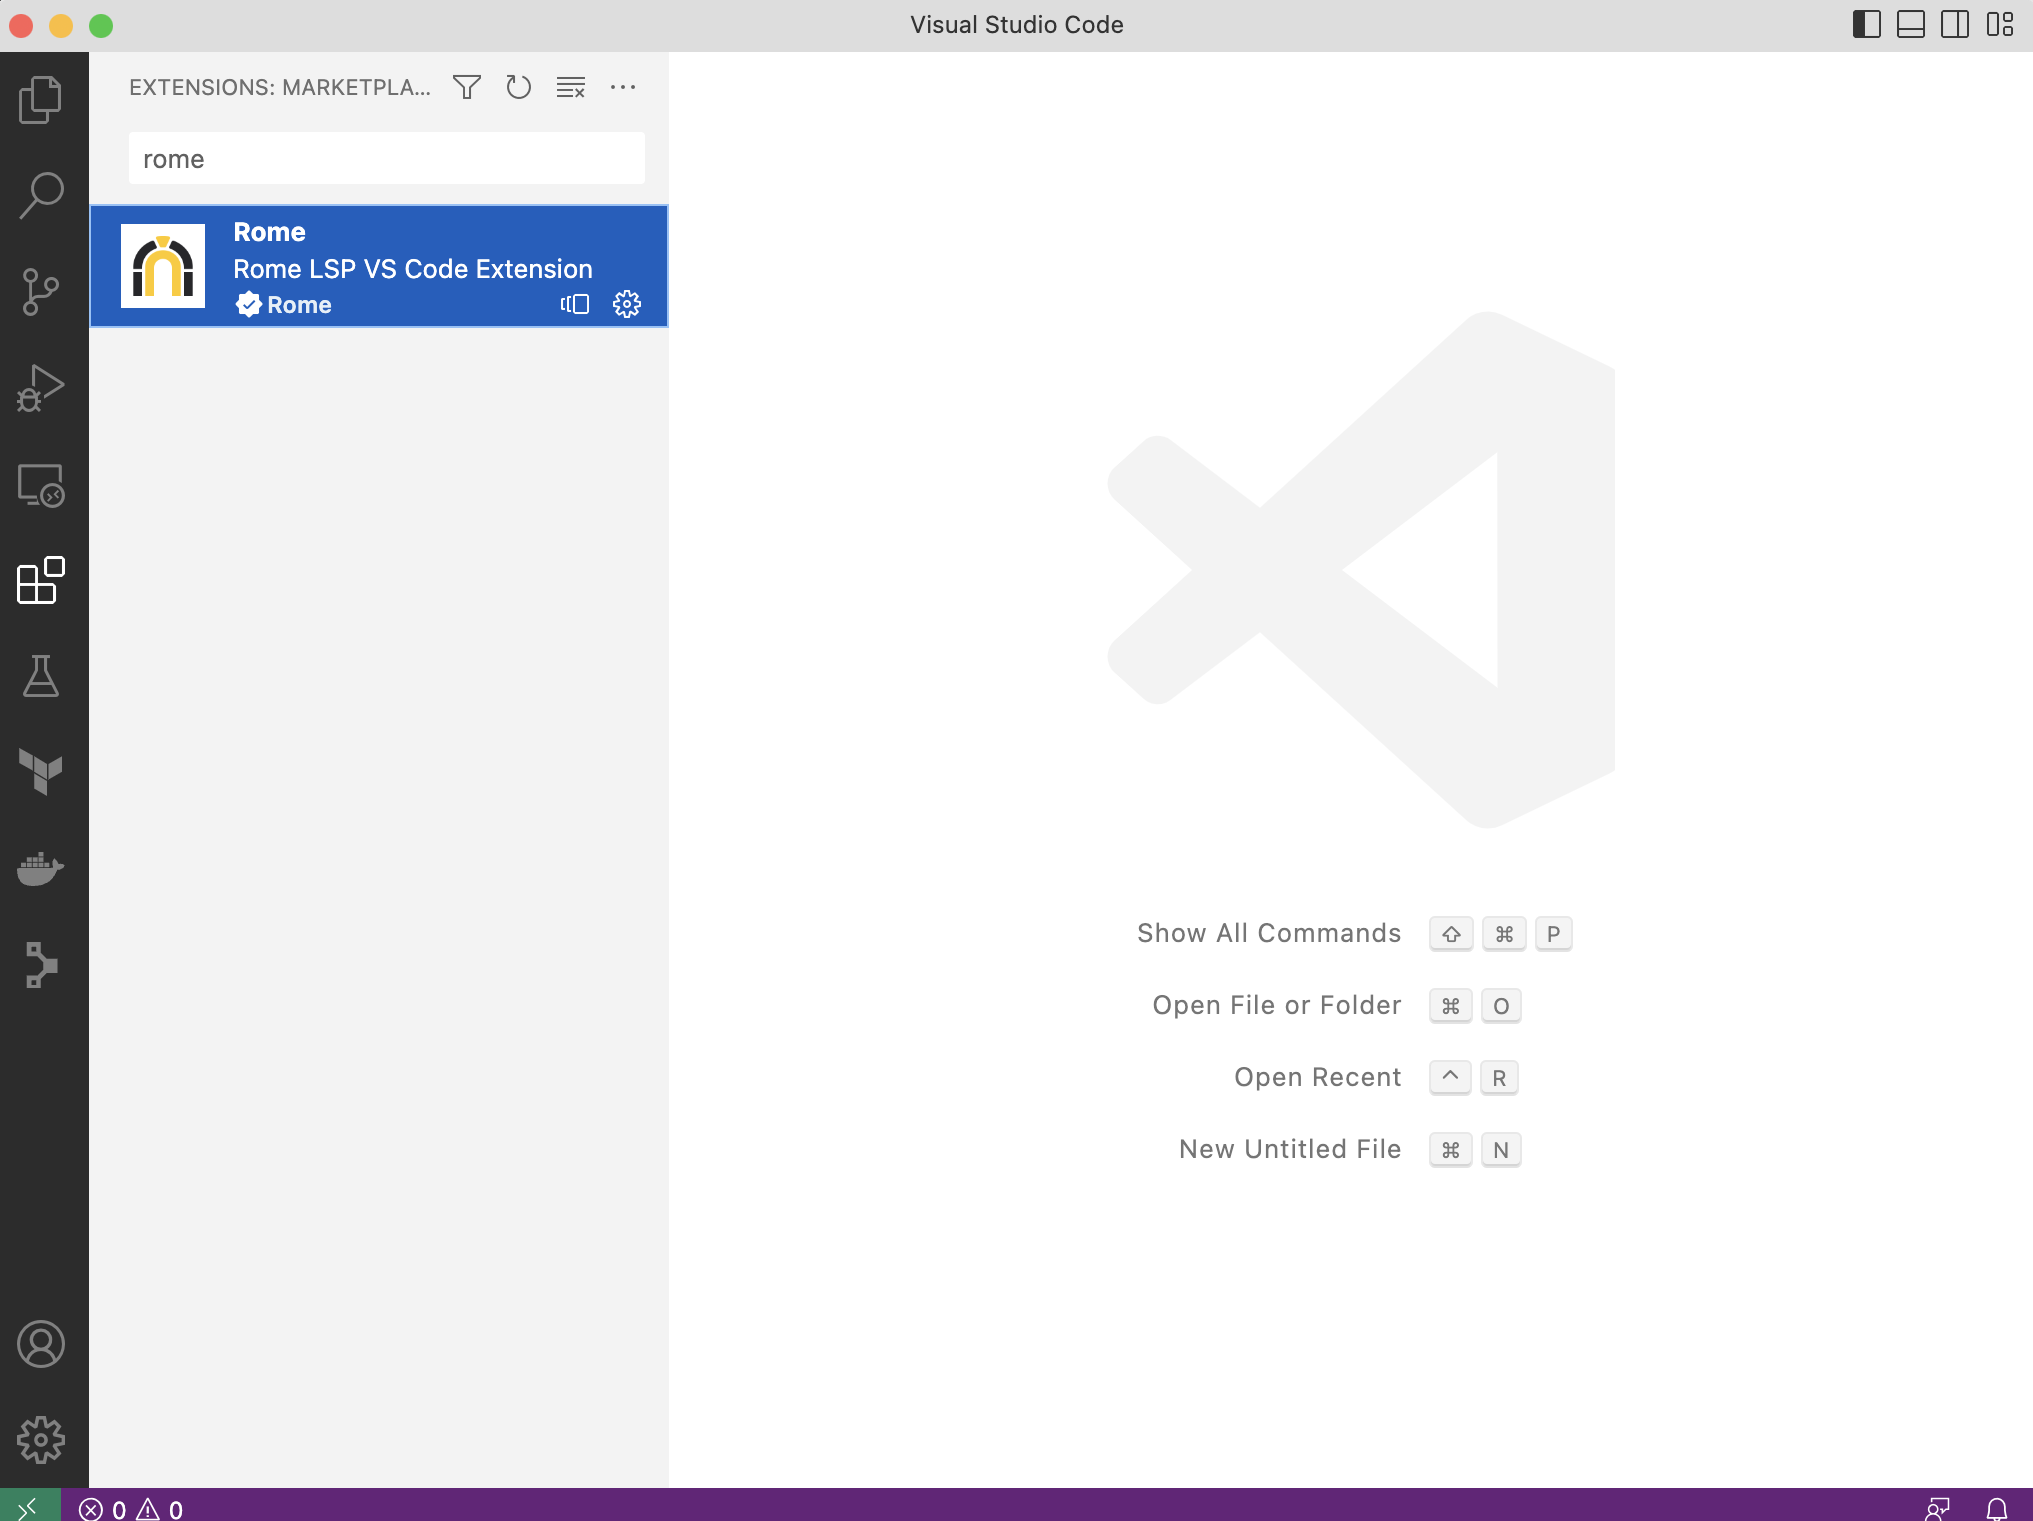 Visual Studio Code
EXTENSIONS: MARKETPLA...
rome
Rome
Rome LSP VS Code Extension
Rome
Show All Commands ⇧ ⌘ P
Open File or Folder ⌘ O
Open Recent ^ R
New Untitled File ⌘ N
0 0